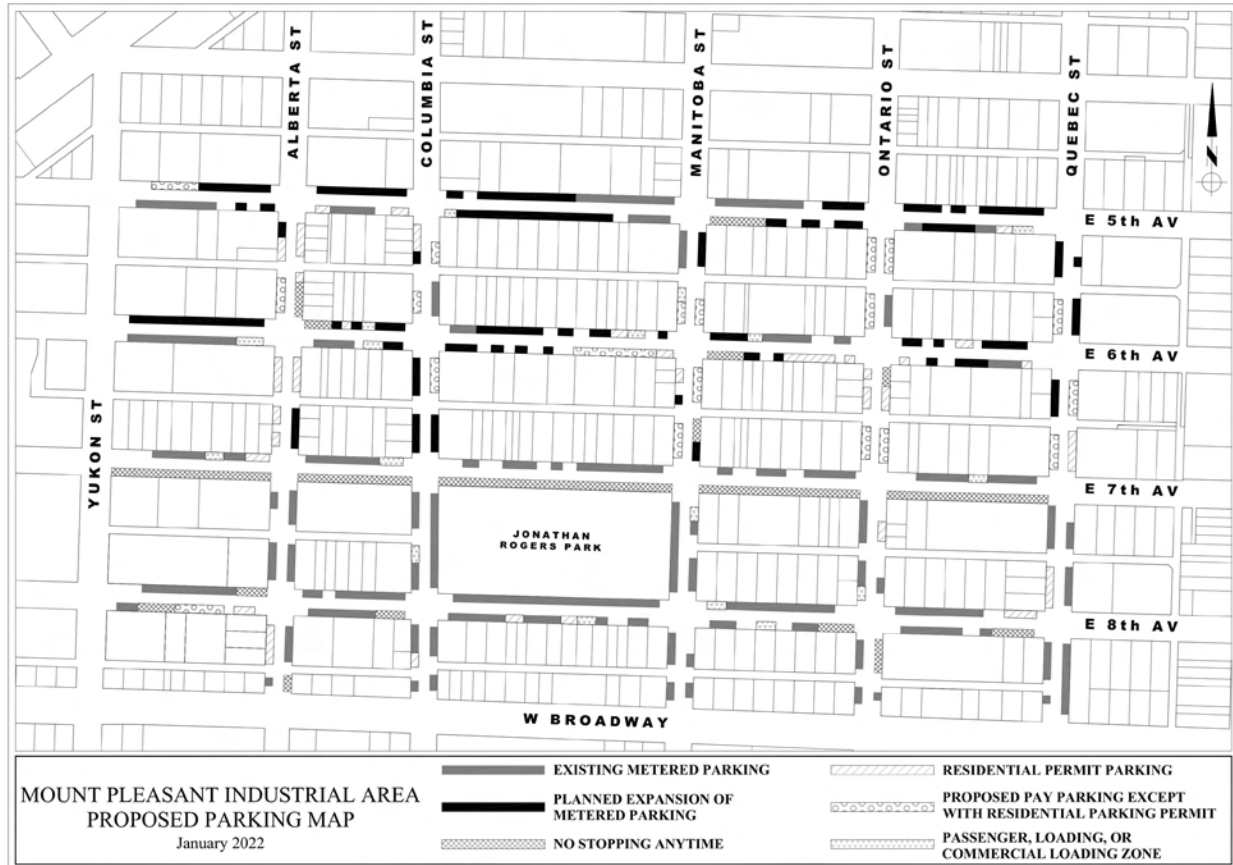 ALBERTA ST
COLUMBIA ST
MANITOBA ST
ONTARIO ST
QUEBEC ST
N
E 5th AV
E 6th AV
YUKON ST
E 7th AV
JONATHAN
ROGERS PARK
E 8th AV
W BROADWAY
MOUNT PLEASANT INDUSTRIAL AREA
PROPOSED PARKING MAP
January 2022
EXISTING METERED PARKING
PLANNED EXPANSION OF
METERED PARKING
NO STOPPING ANYTIME
RESIDENTIAL PERMIT PARKING
PROPOSED PAY PARKING EXCEPT
WITH RESIDENTIAL PARKING PERMIT
PASSENGER, LOADING, OR
COMMERCIAL LOADING ZONE